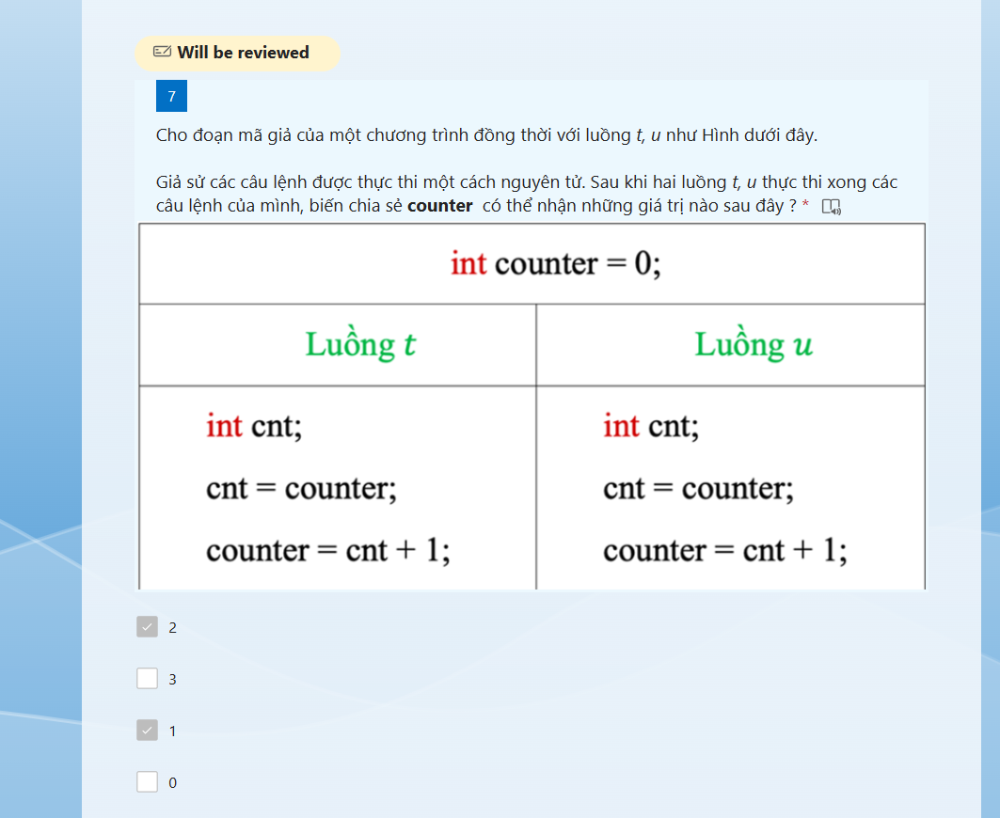 Will be reviewed
7
Cho đoạn mã giả của một chương trình đồng thời với luồng t, u như Hình dưới đây.
Giả sử các câu lệnh được thực thi một cách nguyên tử. Sau khi hai luồng t, u thực thi xong các
câu lệnh của mình, biến chia sẻ counter có thể nhận những giá trị nào sau đây ? *
int counter = 0;
Luồng t
Luồng u
int cnt;
cnt = counter;
counter = cnt + 1;
int cnt;
cnt = counter;
counter = cnt + 1;
2
3
1
0